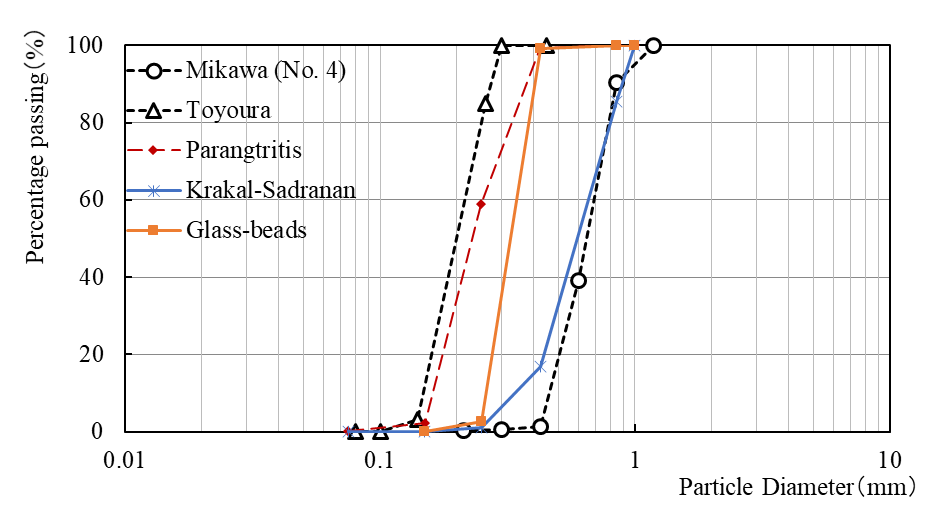 Percentage passing(%)
100
80
60
40
20
0
Mikawa (No. 4)
Toyoura
Parangtritis
Krakal-Sadranan
Glass-beads
0.01
0.1
1
10
Particle Diameter(mm)